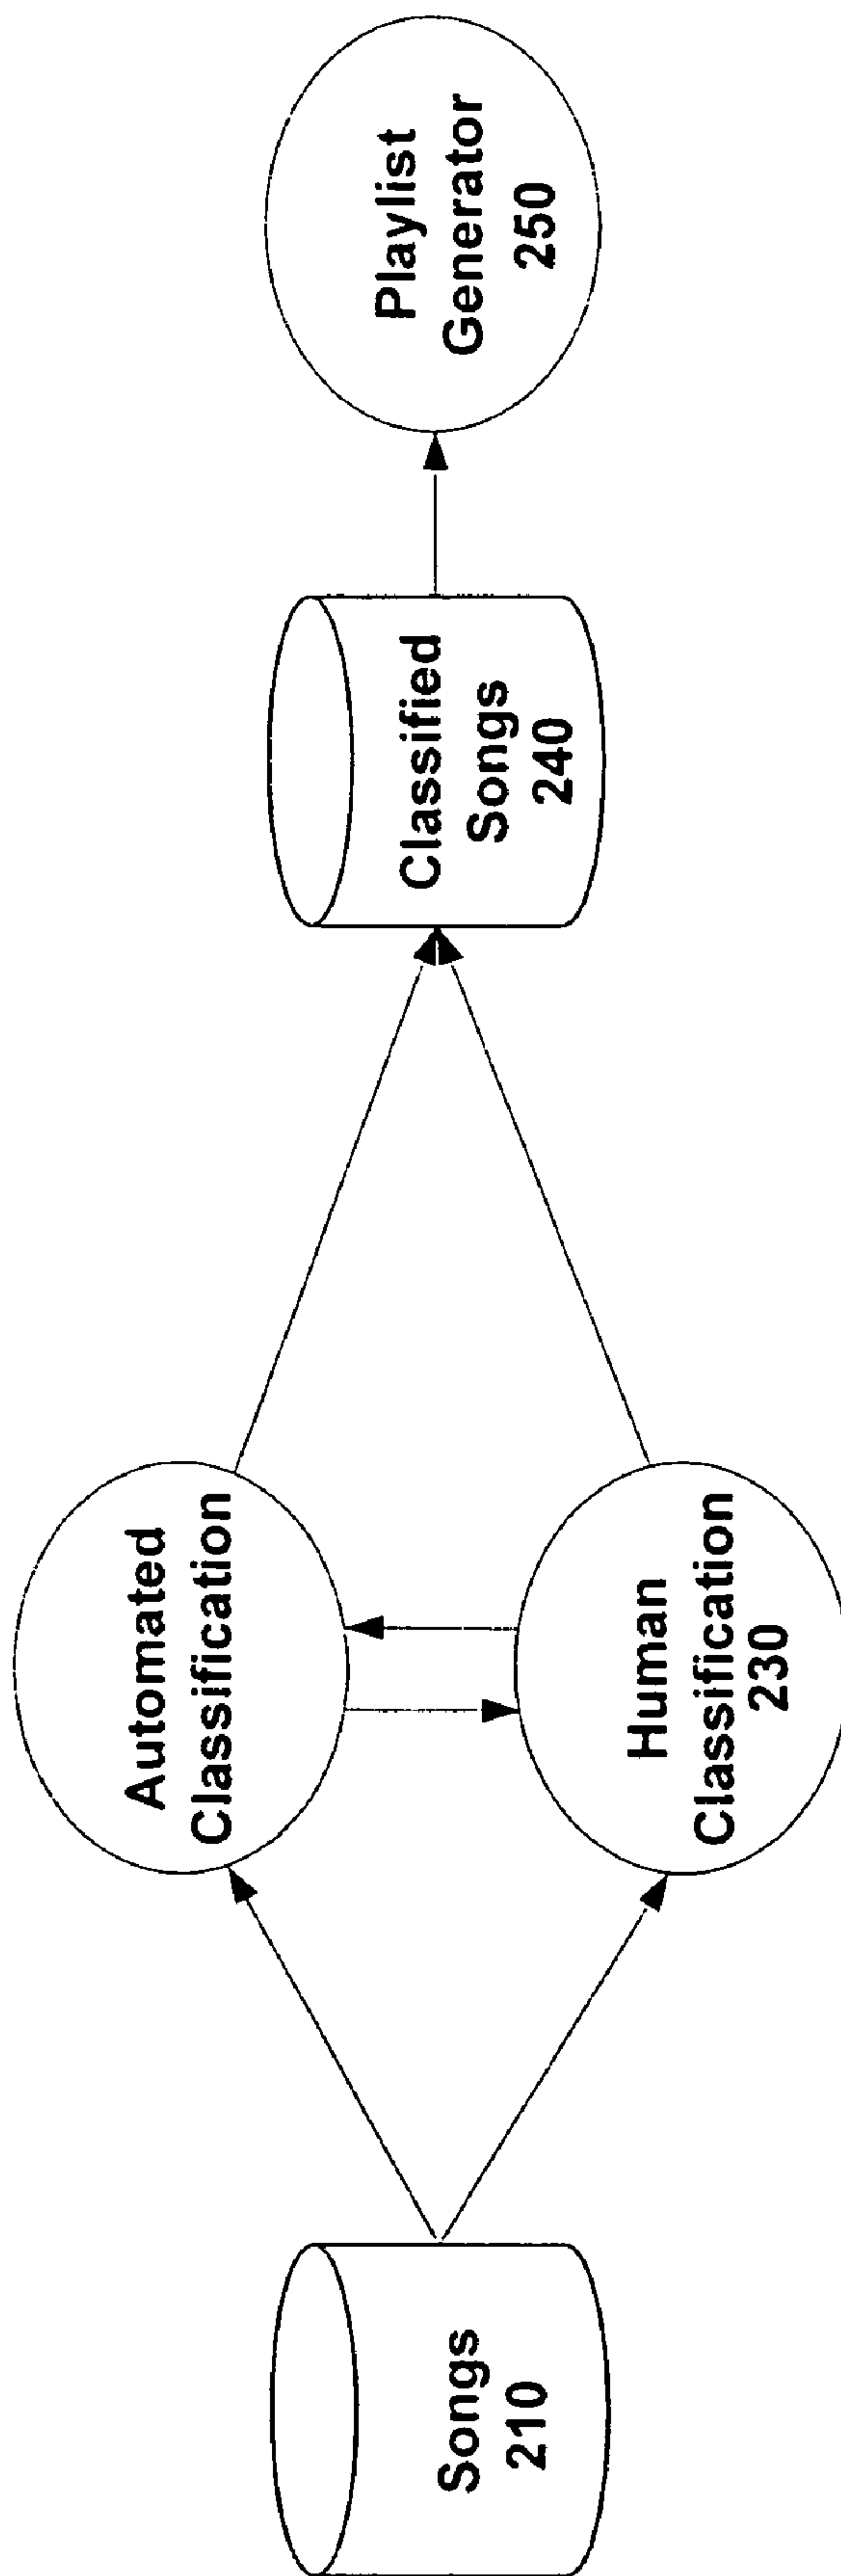 Songs
210
Automated
Classification
Human
Classification
230
Classified
Songs
240
Playlist
Generator
250